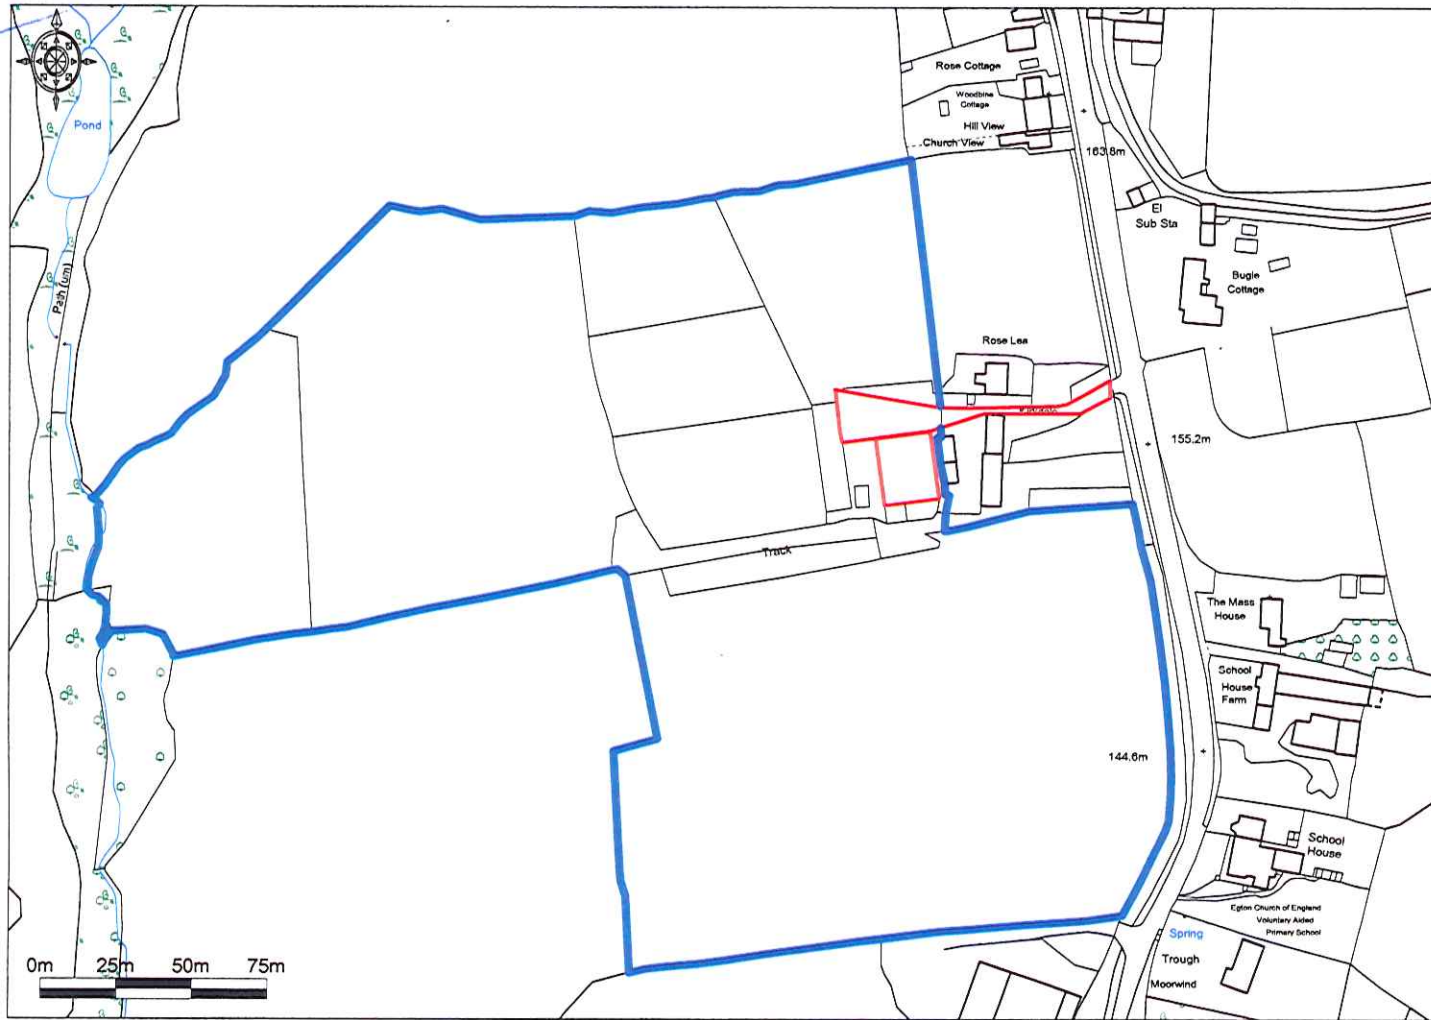 Rose Cottage
Woodbine
Cottage
Hill View
Church View
163.8m
Pond
El
Sub Sta
Bugle
Cottage
Path (um)
Rose Lea
155.2m
Track
The Mass
House
School
House
Farm
144.6m
School
House
Egton Church of England
Voluntary Aided
Primary School
Spring
Trough
Moorwind
0m 25m 50m 75m